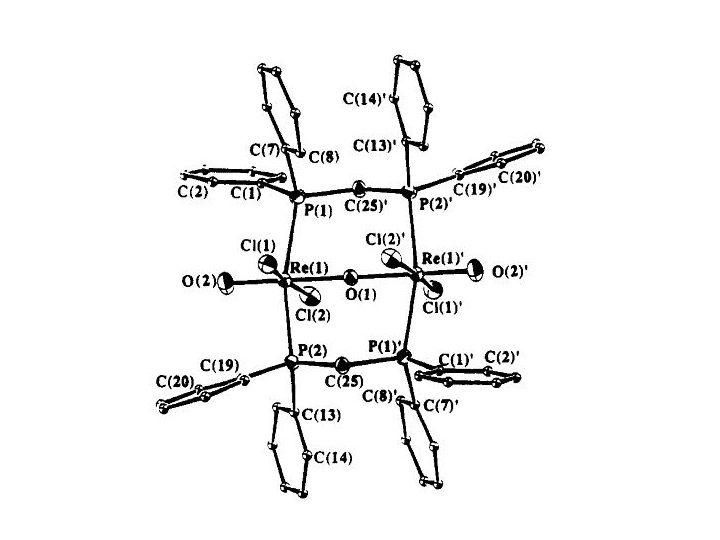 C(14)'
C(7) C(8) C(13)'
C(2) C(1) C(19)' C(20)'
P(1) C(25)' P(2)'
Cl(1) Cl(2)'
O(2) Re(1) O(1) Re(1)' O(2)'
Cl(2) Cl(1)'
P(2) P(1)'
C(20) C(19) C(25) C(1)' C(2)'
C(13) C(8)' C(7)'
C(14)